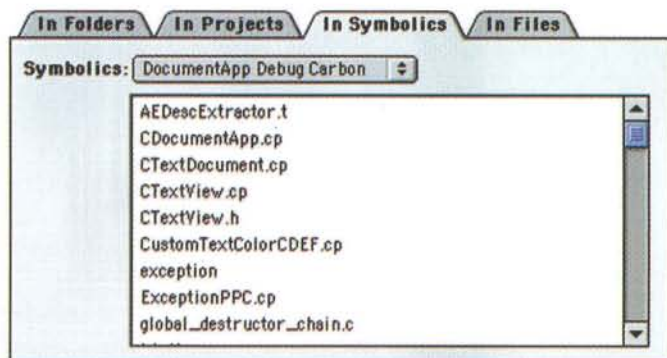 In Folders In Projects In Symbolics In Files
Symbolics: DocumentApp Debug Carbon
AEDescExtractor.t
CDocumentApp.cp
CTextDocument.cp
CTextView.cp
CTextView.h
CustomTextColorCDEF.cp
exception
ExceptionPPC.cp
global_destructor_chain.c